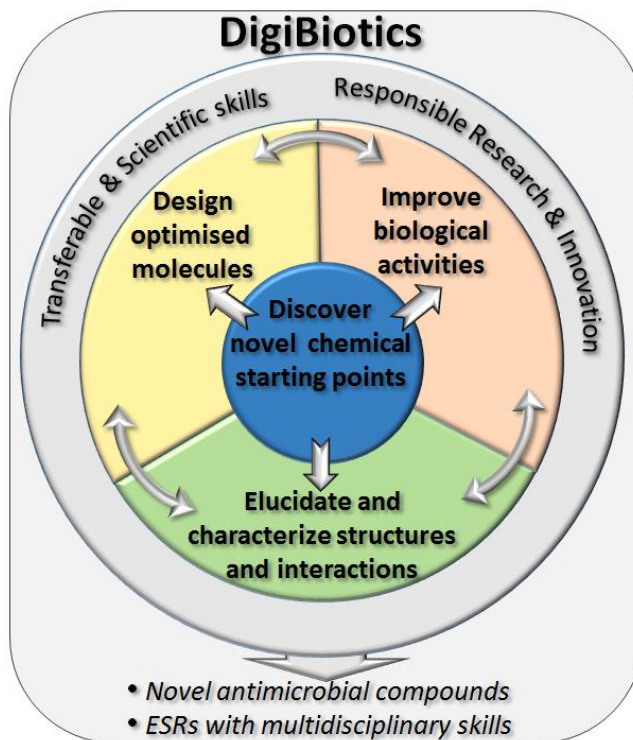 DigiBiotics
Transferable & Scientific skills
Responsible Research & Innovation
Design
optimised
molecules
Improve
biological
activities
Discover
novel chemical
starting points
Elucidate and
characterize structures
and interactions
• Novel antimicrobial compounds
• ESRs with multidisciplinary skills